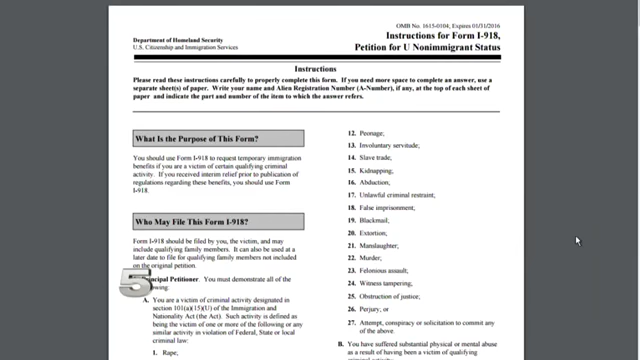 OMB No. 1615-0104, Expires 01/31/2016
Department of Homeland Security
U.S. Citizenship and Immigration Services
Instructions for Form I-918,
Petition for U Nonimmigrant Status
Instructions
Please read these instructions carefully to properly complete this form. If you need more space to complete an answer, use a
separate sheet(s) of paper. Write your name and Alien Registration Number (A-Number), if any, at the top of each sheet of
paper and indicate the part and number of the item to which the answer refers.
What Is the Purpose of This Form?
You should use Form I-918 to request temporary immigration
benefits if you are a victim of certain qualifying criminal
activity. If you received interim relief prior to publication of
regulations regarding these benefits, you should use Form
I-918.
Who May File This Form I-918?
Form I-918 should be filed by you, the victim, and may
include qualifying family members. It can also be used at a
later date to file for qualifying family members not included
on the original petition.
5
Principal Petitioner. You must demonstrate all of the
A. You are a victim of criminal activity designated in
section 101(a)(15)(U) of the Immigration and
Nationality Act (the Act). Such activity is defined as
being the victim of one or more of the following or any
similar activity in violation of Federal, State or local
criminal law:
1. Rape;
12. Peonage;
13. Involuntary servitude;
14. Slave trade;
15. Kidnapping;
16. Abduction;
17. Unlawful criminal restraint;
18. False imprisonment;
19. Blackmail;
20. Extortion;
21. Manslaughter;
22. Murder;
23. Felonious assault;
24. Witness tampering;
25. Obstruction of justice;
26. Perjury; or
27. Attempt, conspiracy or solicitation to commit any
of the above.
B. You have suffered substantial physical or mental abuse
as a result of having been a victim of qualifying